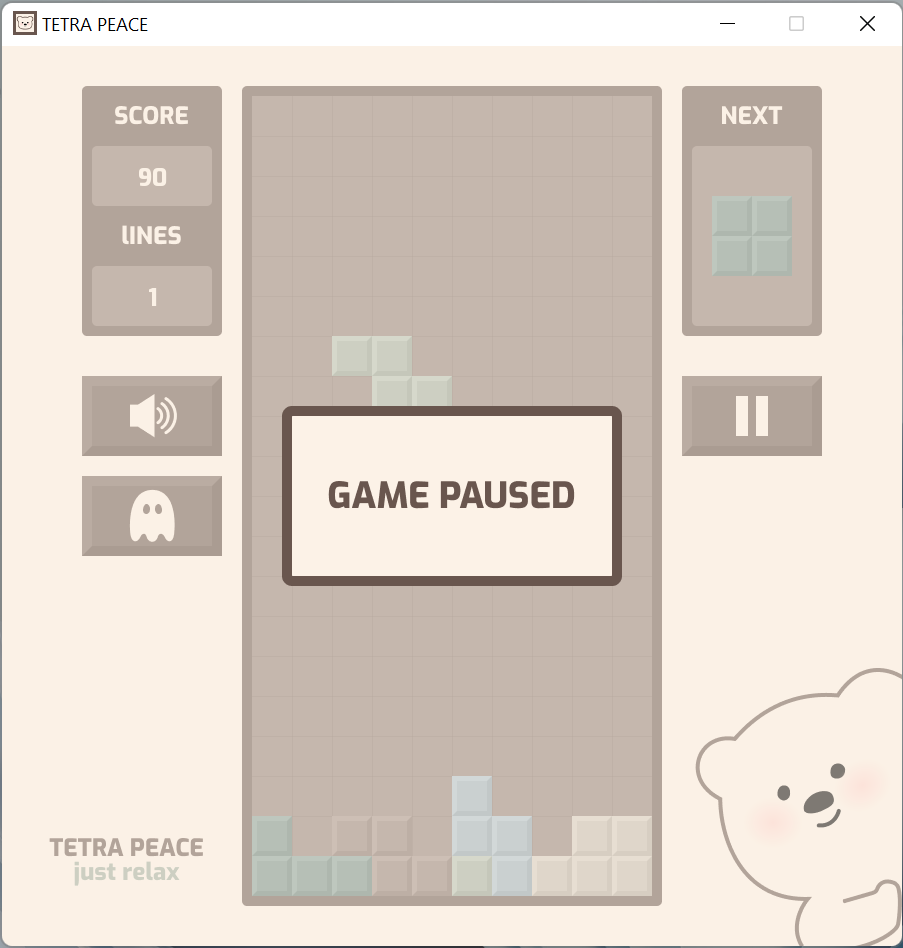 TETRA PEACE
SCORE
90
lINES
1
NEXT
GAME PAUSED
TETRA PEACE
just relax